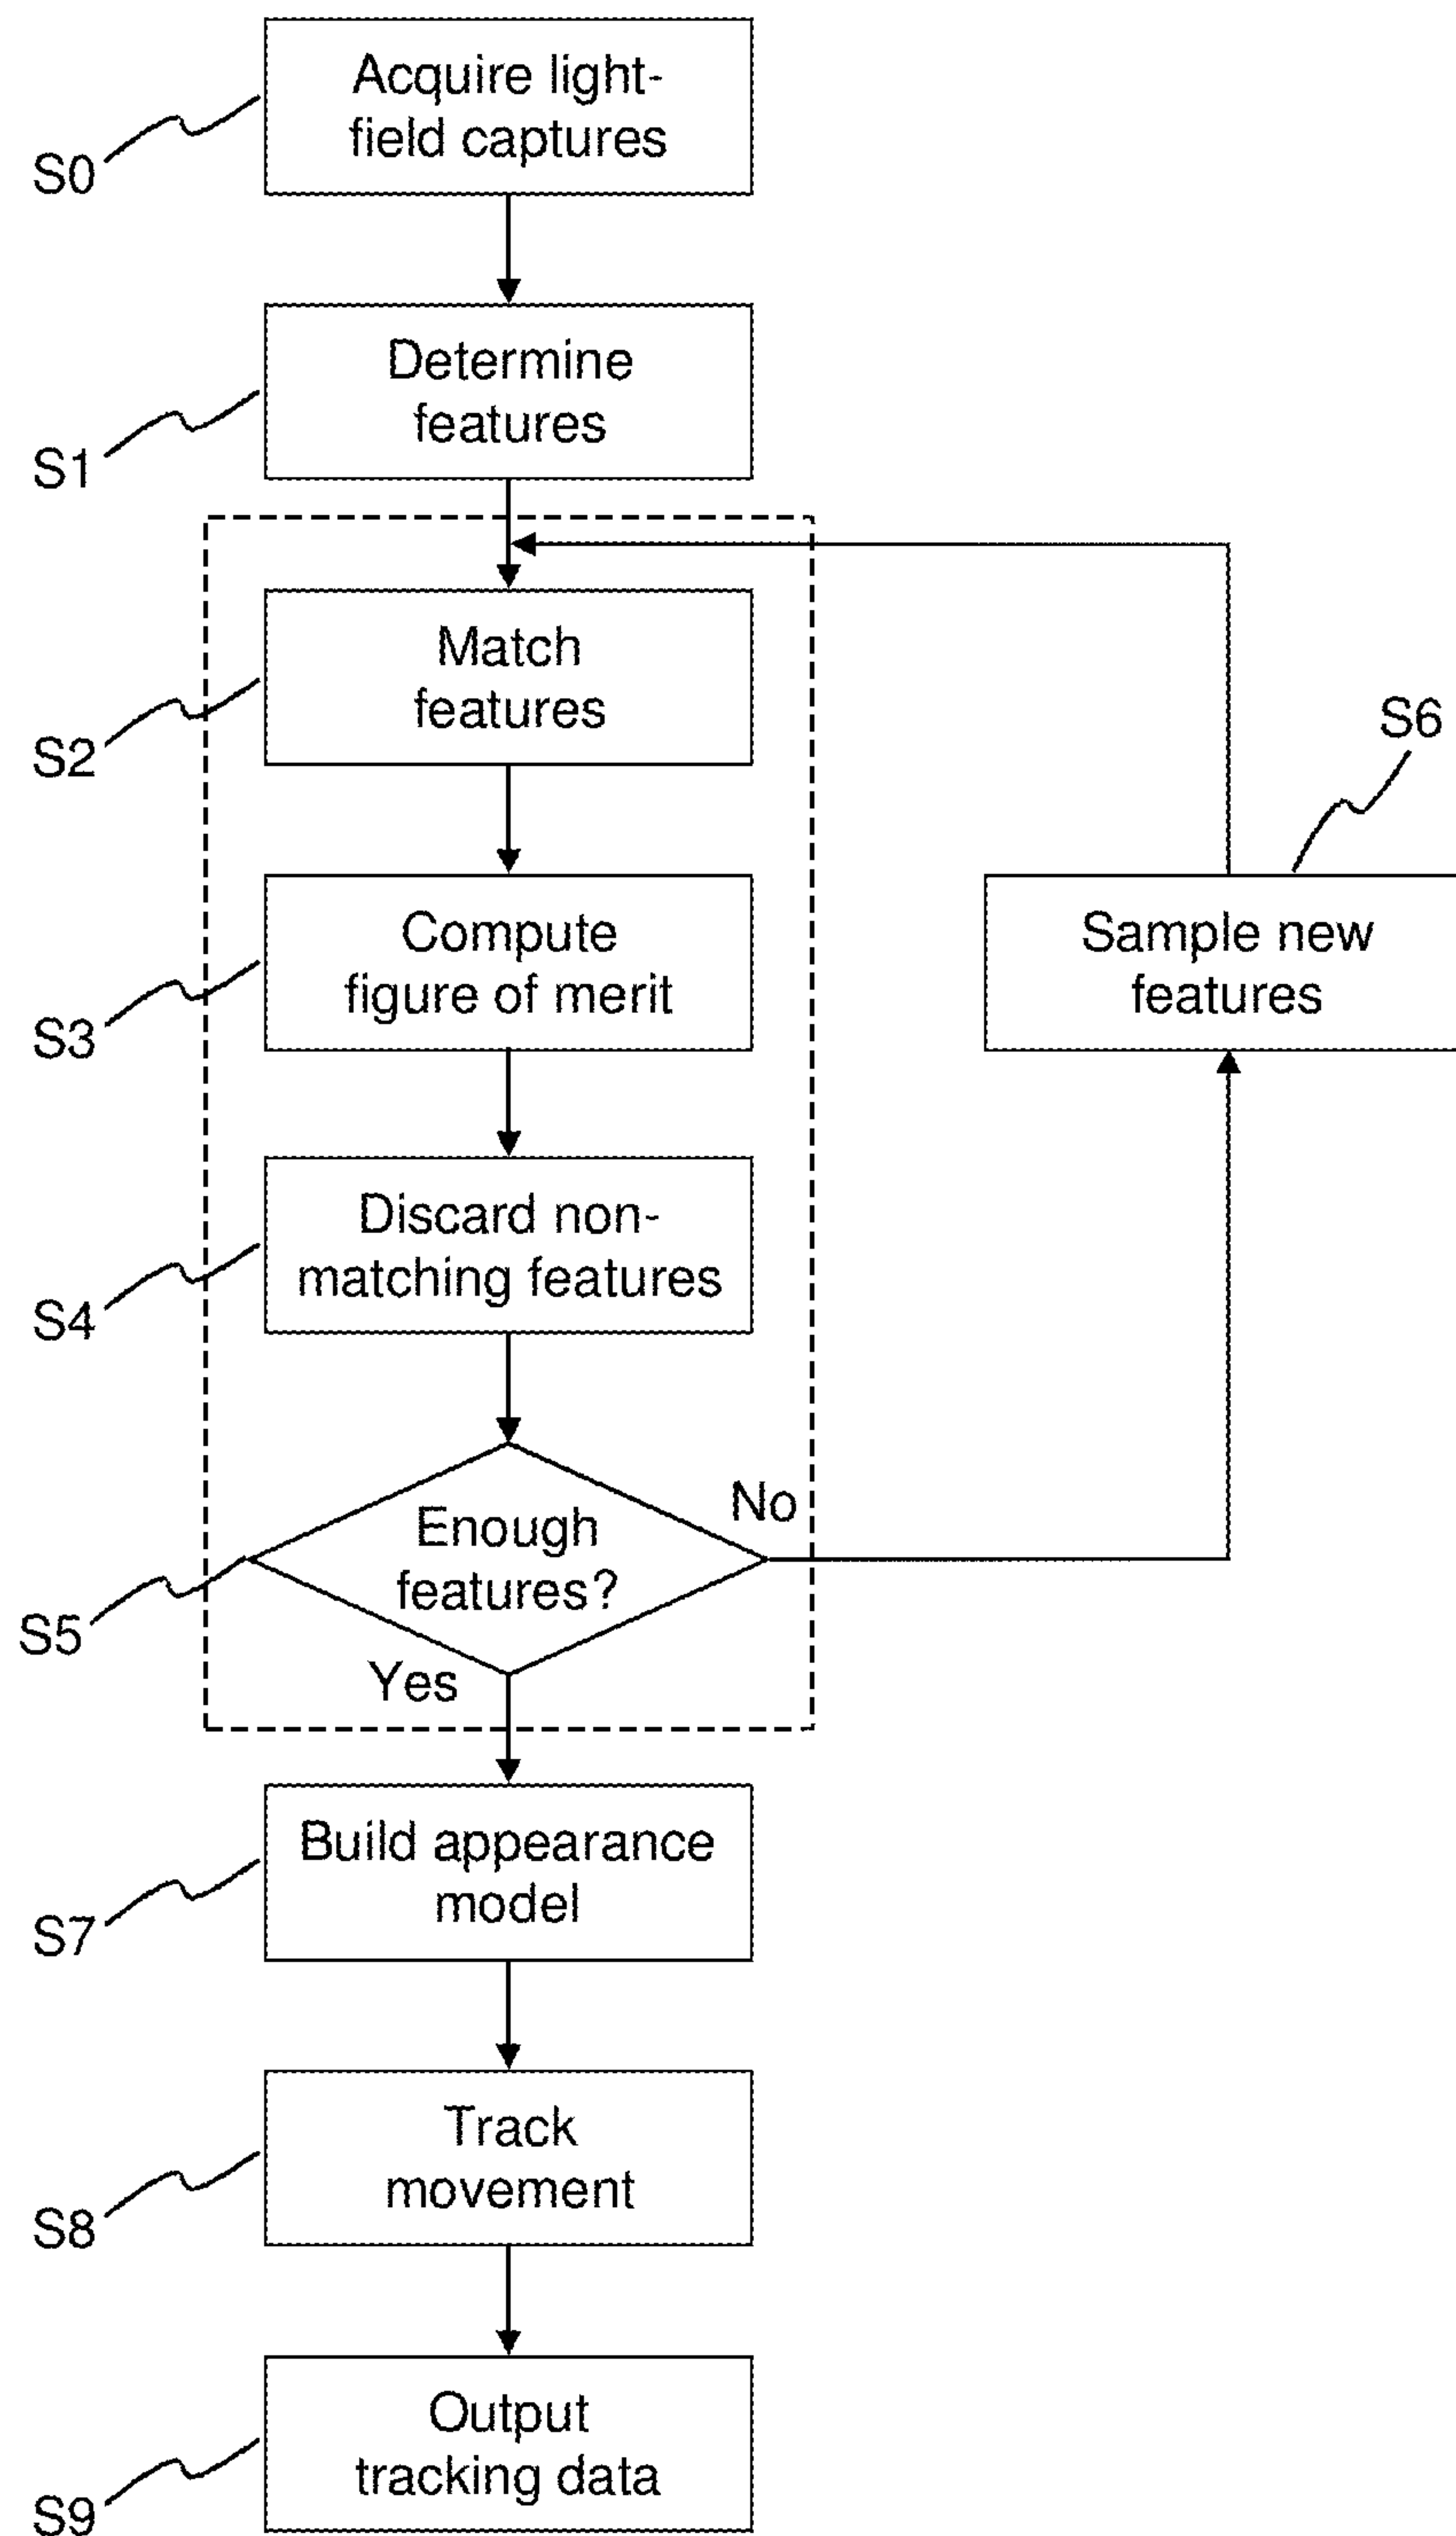 Acquire light-
field captures
S0
Determine
features
S1
Match
features
S2
S6
Compute
figure of merit
S3
Sample new
features
Discard non-
matching features
S4
Enough
features?
No
S5
Yes
Build appearance
model
S7
Track
movement
S8
Output
tracking data
S9